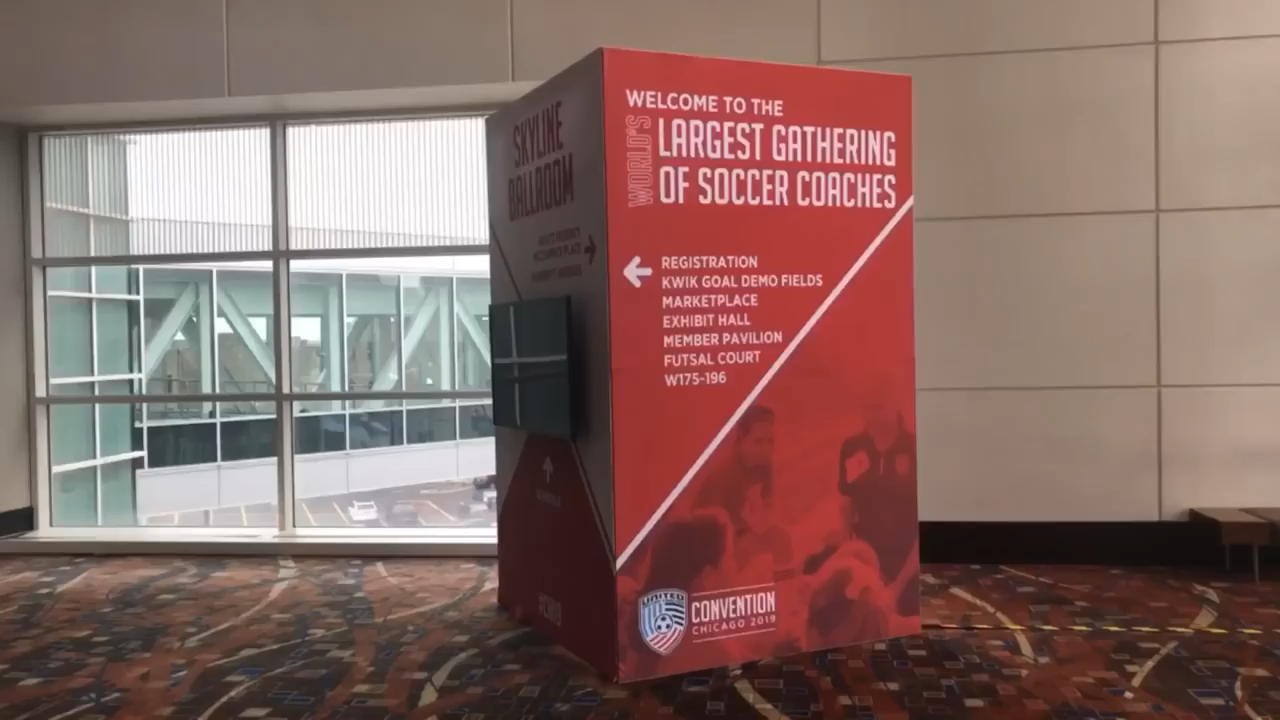 SKYLINE
BALLROOM
WELCOME TO THE
WORLD'S
LARGEST GATHERING
OF SOCCER COACHES
REGISTRATION
KWIK GOAL DEMO FIELDS
MARKETPLACE
EXHIBIT HALL
MEMBER PAVILION
FUTSAL COURT
W175-196
UNITED
CONVENTION
CHICAGO 2019